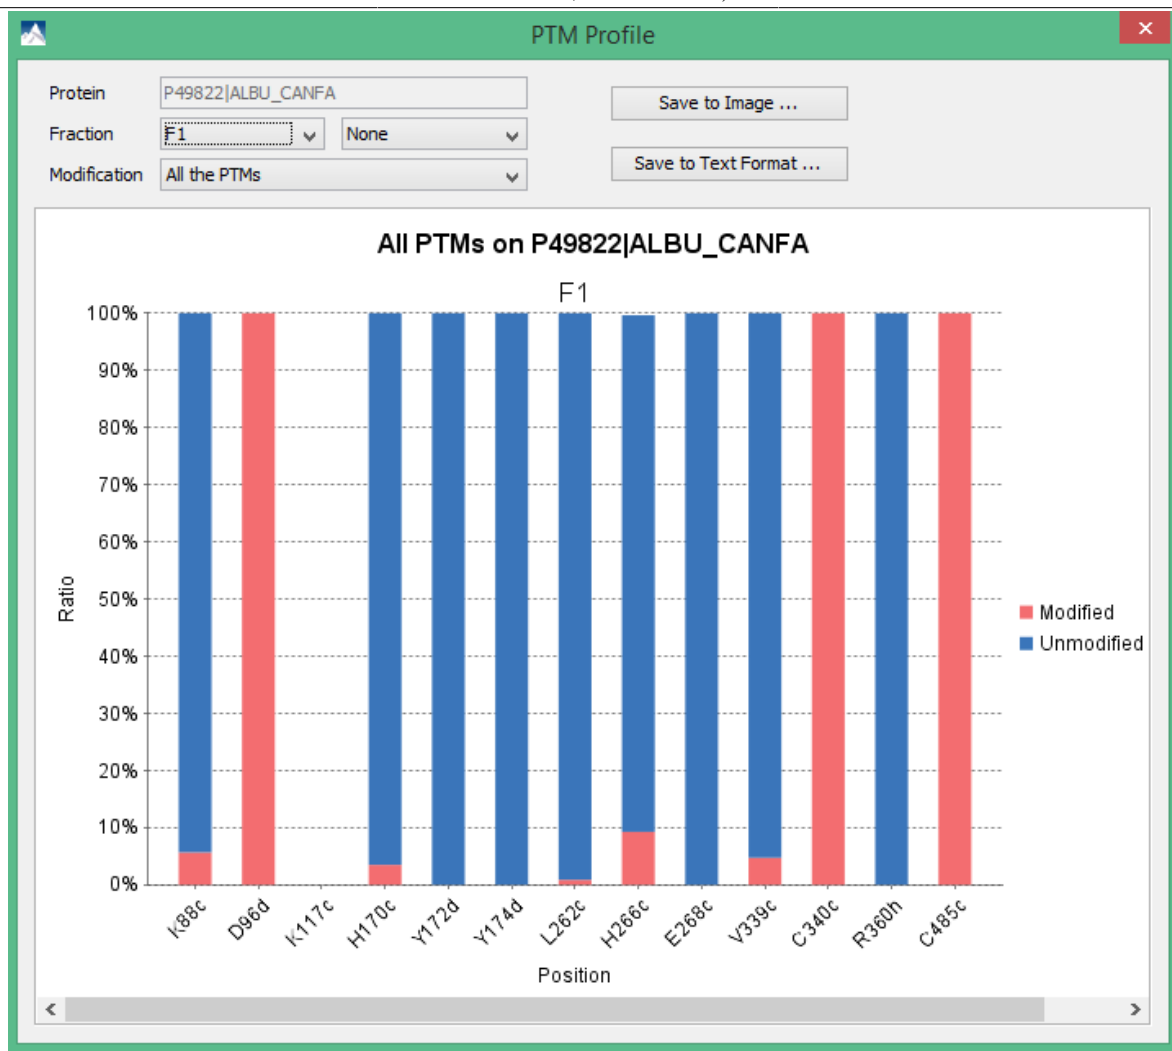 PTM Profile
Protein P49822|ALBU_CANFA
Save to Image ...
Fraction F1 None
Save to Text Format ...
Modification All the PTMs
All PTMs on P49822|ALBU_CANFA
F1
100%
90%
80%
70%
60%
50%
40%
30%
20%
10%
0%
Ratio
Modified
Unmodified
K88c D96d K117c H170c Y172d Y174d L262c H266c E268c V339c C340c R360h C485c
Position